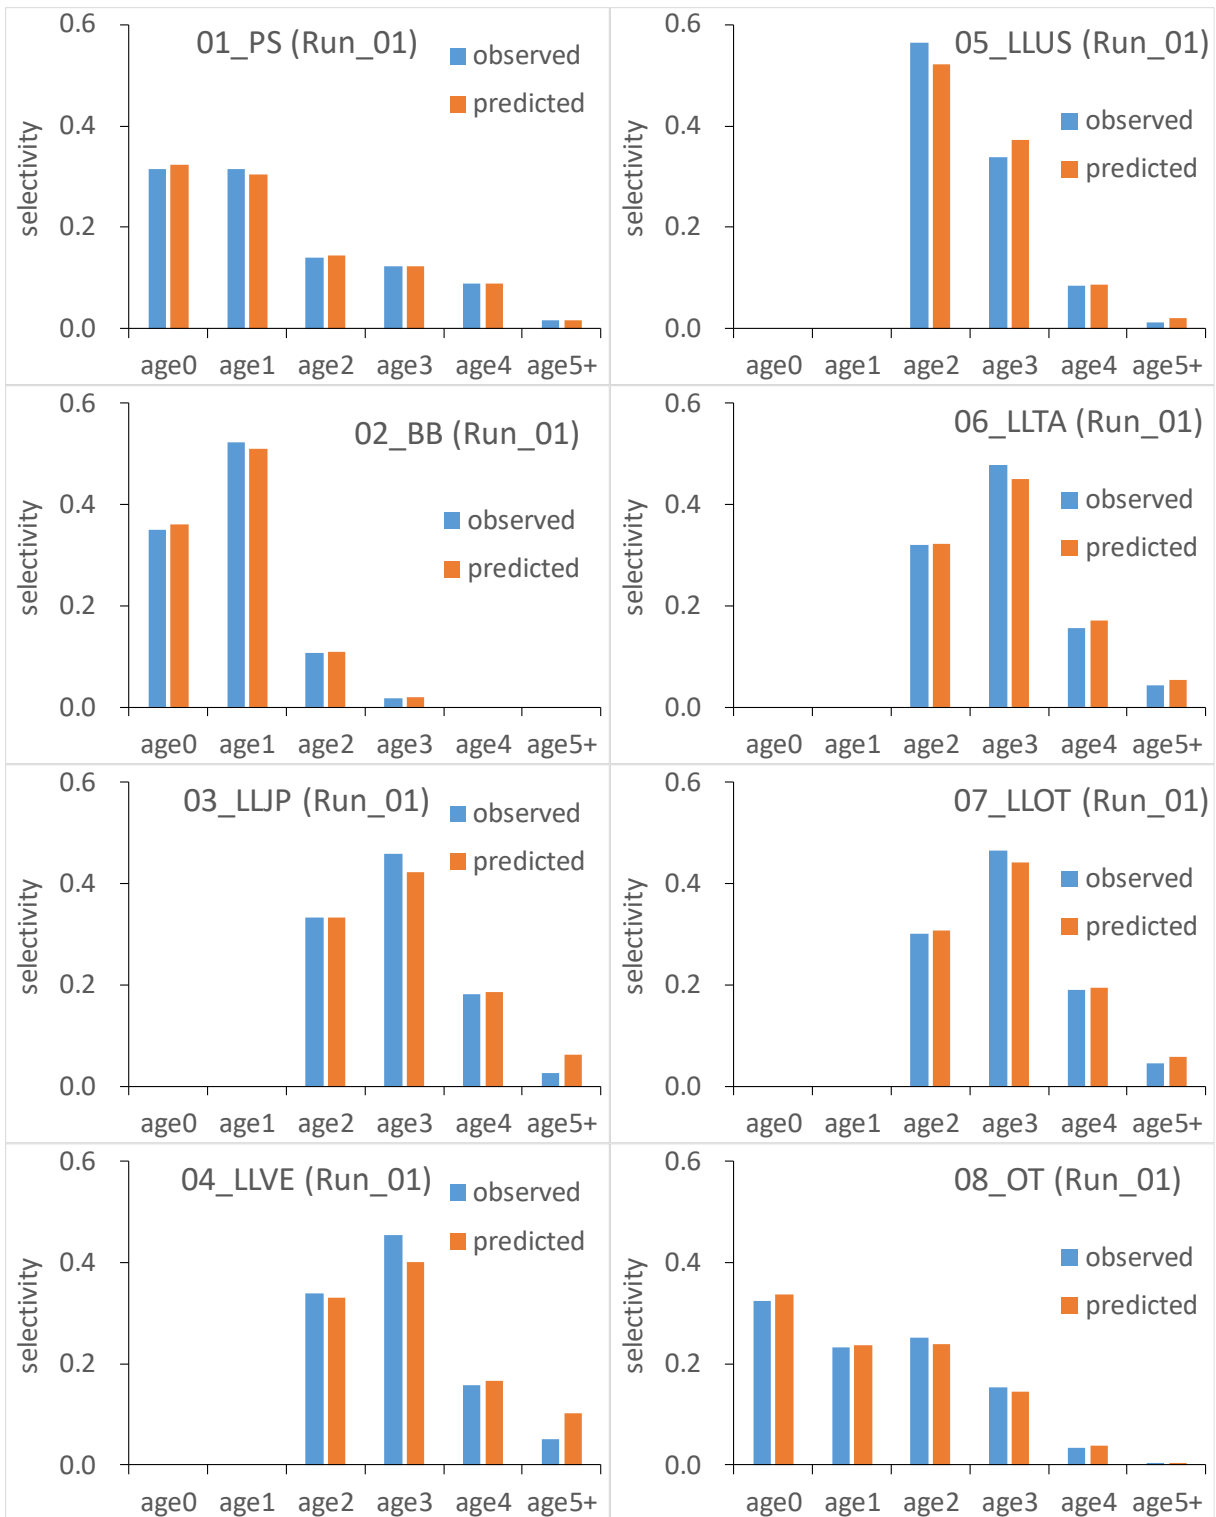 01_PS (Run_01)
observed
predicted
selectivity
0.6
0.4
0.2
0.0
age0 age1 age2 age3 age4 age5+
05_LLUS (Run_01)
observed
predicted
selectivity
0.6
0.4
0.2
0.0
age0 age1 age2 age3 age4 age5+
02_BB (Run_01)
observed
predicted
selectivity
0.6
0.4
0.2
0.0
age0 age1 age2 age3 age4 age5+
06_LLTA (Run_01)
observed
predicted
selectivity
0.6
0.4
0.2
0.0
age0 age1 age2 age3 age4 age5+
03_LLJP (Run_01)
observed
predicted
selectivity
0.6
0.4
0.2
0.0
age0 age1 age2 age3 age4 age5+
07_LLOT (Run_01)
observed
predicted
selectivity
0.6
0.4
0.2
0.0
age0 age1 age2 age3 age4 age5+
04_LLVE (Run_01)
observed
predicted
selectivity
0.6
0.4
0.2
0.0
age0 age1 age2 age3 age4 age5+
08_OT (Run_01)
observed
predicted
selectivity
0.6
0.4
0.2
0.0
age0 age1 age2 age3 age4 age5+